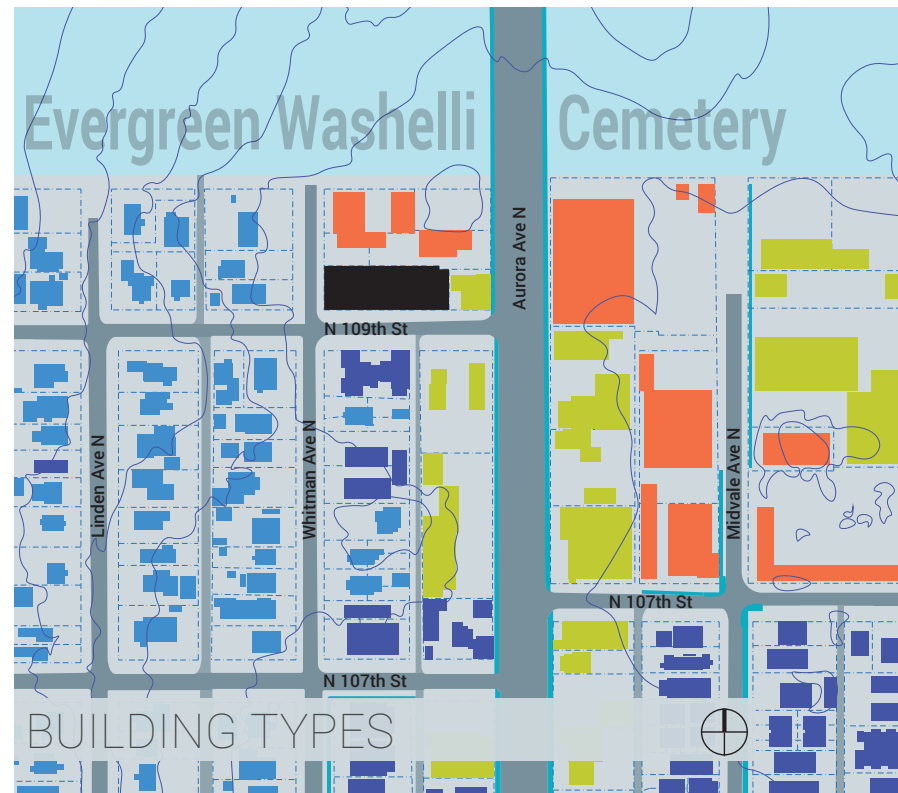 Evergreen Washelli
Cemetery
Aurora Ave N
N 109th St
Linden Ave N
Whitman Ave N
Midvale Ave N
N 107th St
N 107th St
BUILDING TYPES